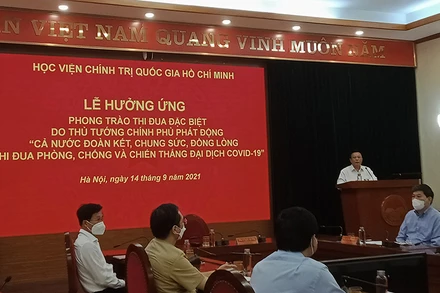 VIỆT NAM QUANG VINH MUÔN NĂM
HỌC VIỆN CHÍNH TRỊ QUỐC GIA HỒ CHÍ MINH
LỄ HƯỞNG ỨNG
PHONG TRÀO THI ĐUA ĐẶC BIỆT
DO THỦ TƯỚNG CHÍNH PHỦ PHÁT ĐỘNG
"CẢ NƯỚC ĐOÀN KẾT, CHUNG SỨC, ĐỒNG LÒNG
HI ĐUA PHÒNG, CHỐNG VÀ CHIẾN THẮNG ĐẠI DỊCH COVID-19"
Hà Nội, ngày 14 tháng 9 năm 2021